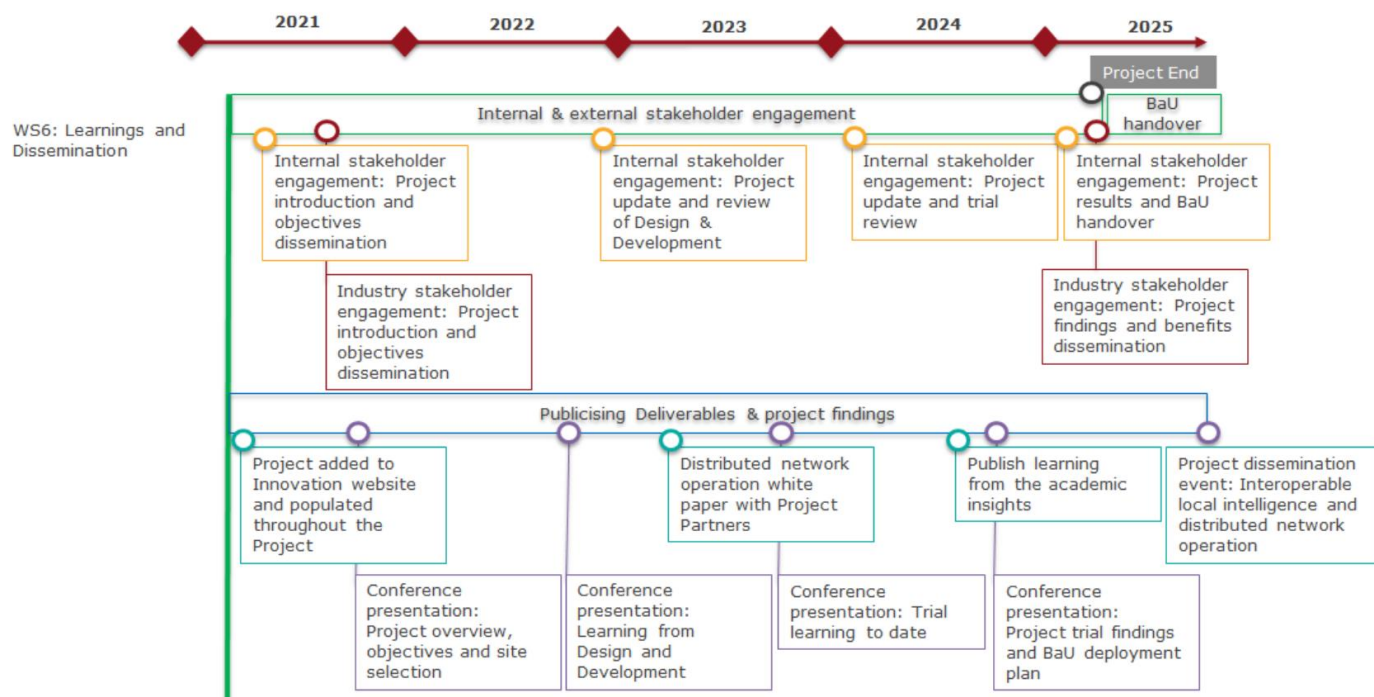 2021
2022
2023
2024
2025
Project End
WS6: Learnings and
Dissemination
Internal & external stakeholder engagement
BaU
handover
Internal stakeholder
engagement: Project
introduction and
objectives
dissemination
Internal stakeholder
engagement: Project
update and review
of Design &
Development
Internal stakeholder
engagement: Project
update and trial
review
Internal stakeholder
engagement: Project
results and BaU
handover
Industry stakeholder
engagement: Project
introduction and
objectives
dissemination
Industry stakeholder
engagement: Project
findings and benefits
dissemination
Publicising Deliverables & project findings
Project added to
Innovation website
and populated
throughout the
Project
Distributed network
operation white
paper with Project
Partners
Publish learning
from the academic
insights
Project dissemination
event: Interoperable
local intelligence and
distributed network
operation
Conference
presentation:
Project overview,
objectives and site
selection
Conference
presentation:
Learning from
Design and
Development
Conference
presentation: Trial
learning to date
Conference
presentation:
Project trial findings
and BaU deployment
plan